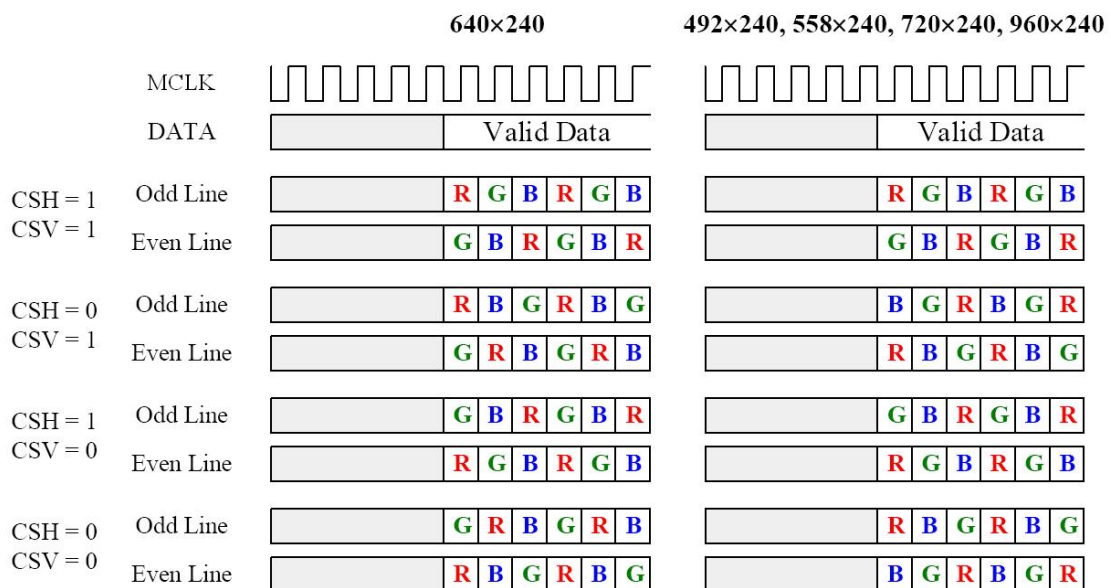 640×240 492×240, 558×240, 720×240, 960×240
MCLK
DATA Valid Data Valid Data
CSH = 1
CSV = 1
Odd Line R G B R G B R G B R G B
Even Line G B R G B R G B R G B R
CSH = 0
CSV = 1
Odd Line R B G R B G B G R B G R
Even Line G R B G R B R B G R B G
CSH = 1
CSV = 0
Odd Line G B R G B R G B R G B R
Even Line R G B R G B R G B R G B
CSH = 0
CSV = 0
Odd Line G R B G R B R B G R B G
Even Line R B G R B G B G R B G R